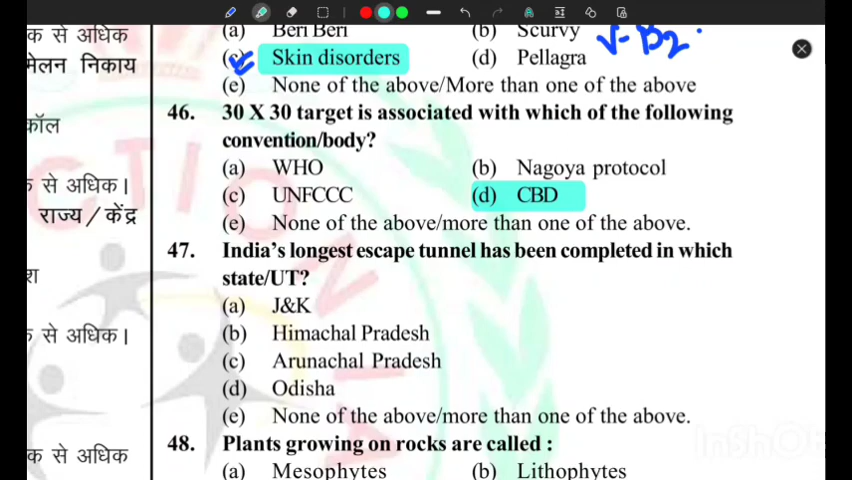 क से अधिक
मेलन निकाय
कॉल
क से अधिक।
राज्य / केंद्र
श
क से अधिक।
क से अधिक
(a) Beri Beri (b) Scurvy
V-B2
(c) Skin disorders (d) Pellagra
(e) None of the above/More than one of the above
46. 30 X 30 target is associated with which of the following
convention/body?
(a) WHO (b) Nagoya protocol
(c) UNFCCC (d) CBD
(e) None of the above/more than one of the above.
47. India's longest escape tunnel has been completed in which
state/UT?
(a) J&K
(b) Himachal Pradesh
(c) Arunachal Pradesh
(d) Odisha
(e) None of the above/more than one of the above.
48. Plants growing on rocks are called :
(a) Mesophytes (b) Lithophytes
InShOt